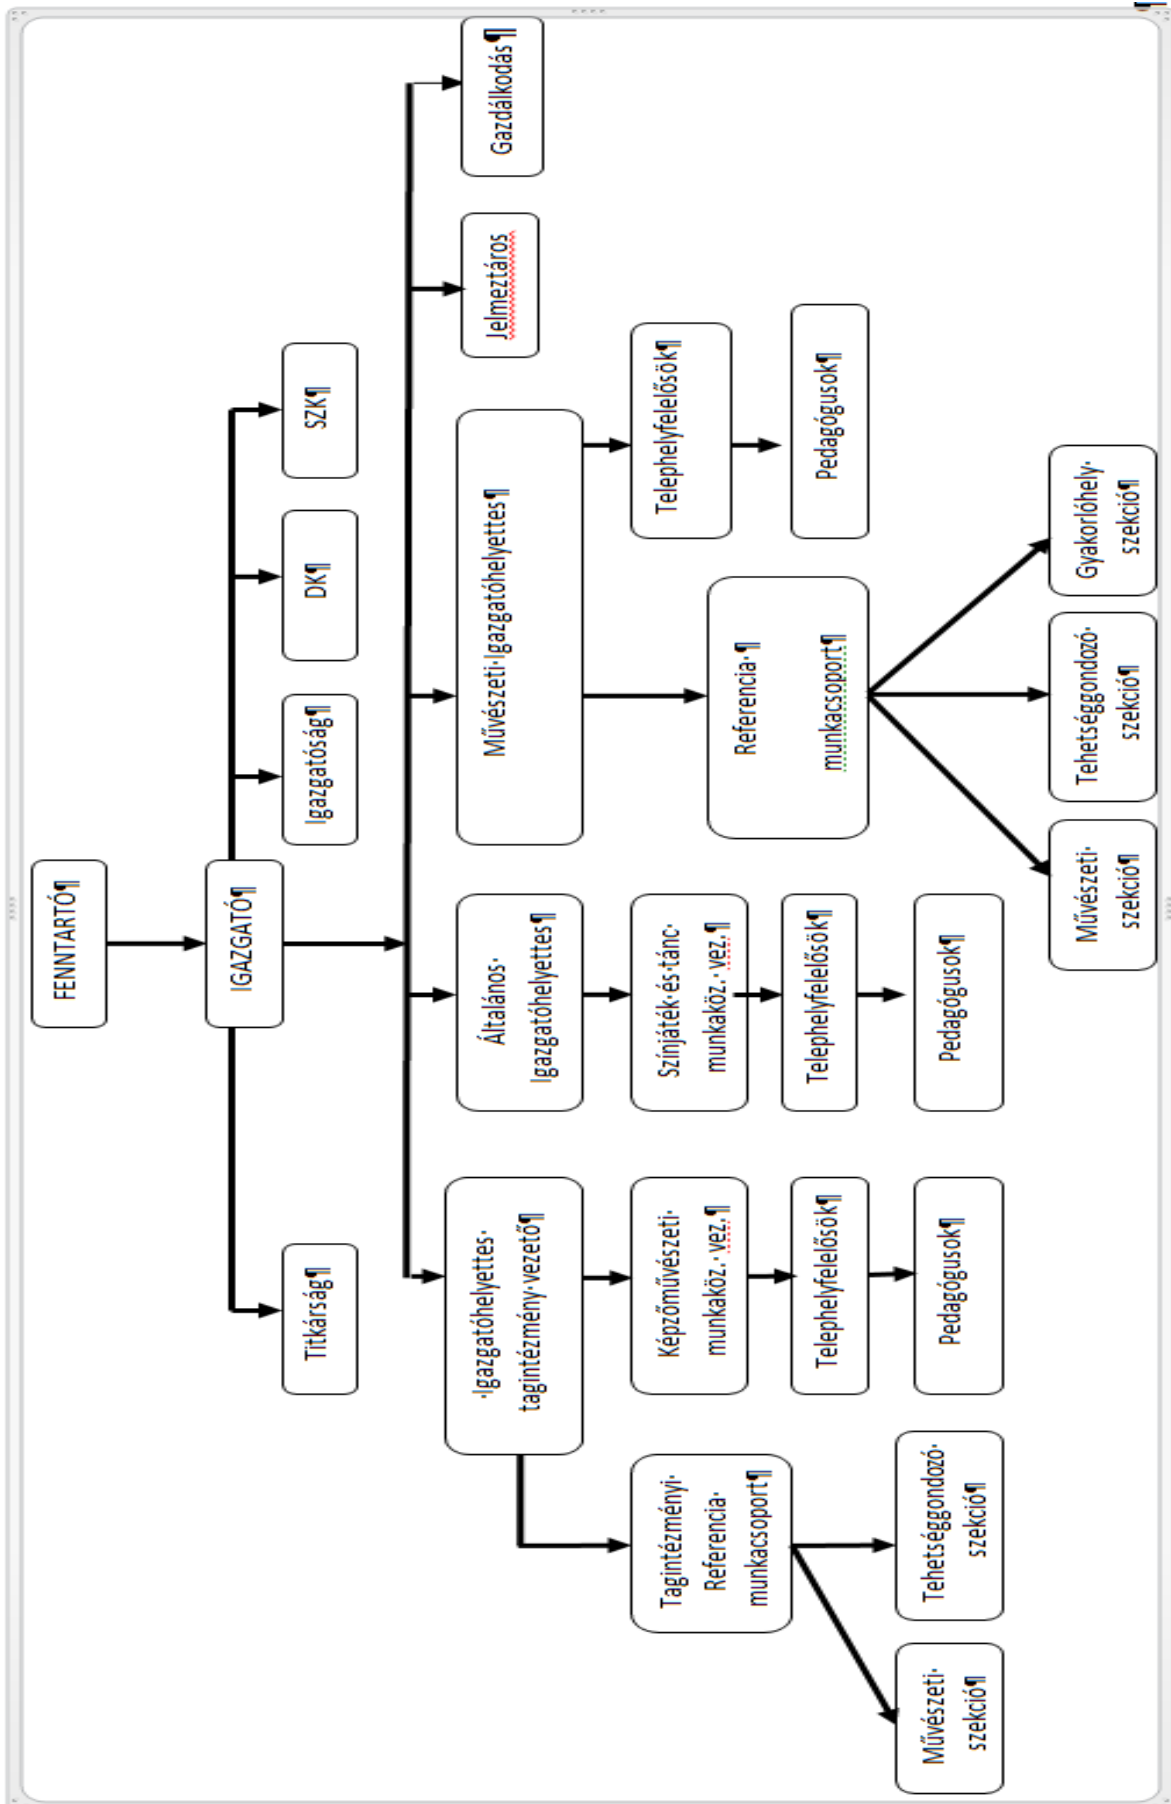 FENNTARTÓ¶
IGAZGATÓ¶
Titkárság¶
Igazgatóság¶
DK¶
SZK¶
·Igazgatóhelyettes·
tagintézmény·vezető¶
Általános·
Igazgatóhelyettes¶
Művészeti·Igazgatóhelyettes¶
Jelmeztáros
Gazdálkodás¶
Tagintézményi·
Referencia·
munkacsoport¶
Képzőművészeti·
munkaköz.·vez.¶
Színjáték·és·tánc·
munkaköz.·vez.¶
Referencia·¶
munkacsoport¶
Telephelyfelelősök¶
Telephelyfelelősök¶
Telephelyfelelősök¶
Pedagógusok¶
Művészeti·
szekció¶
Tehetséggondozó·
szekció¶
Pedagógusok¶
Pedagógusok¶
Művészeti·
szekció¶
Tehetséggondozó·
szekció¶
Gyakorlóhely·
szekció¶